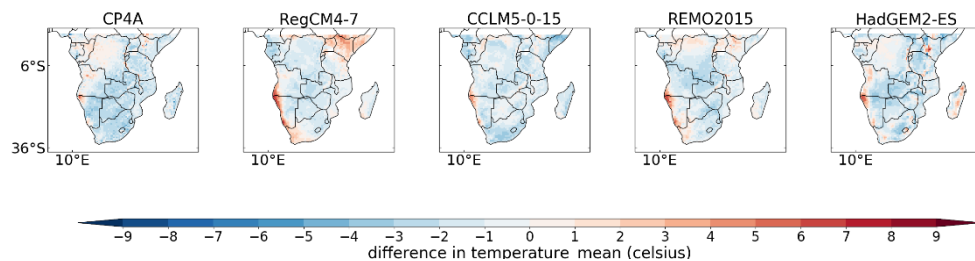 CP4A RegCM4-7 CCLM5-0-15 REMO2015 HadGEM2-ES
6°S
36°S
10°E 10°E 10°E 10°E 10°E
−9 −8 −7 −6 −5 −4 −3 −2 −1 0 1 2 3 4 5 6 7 8 9
difference in temperature mean (celsius)